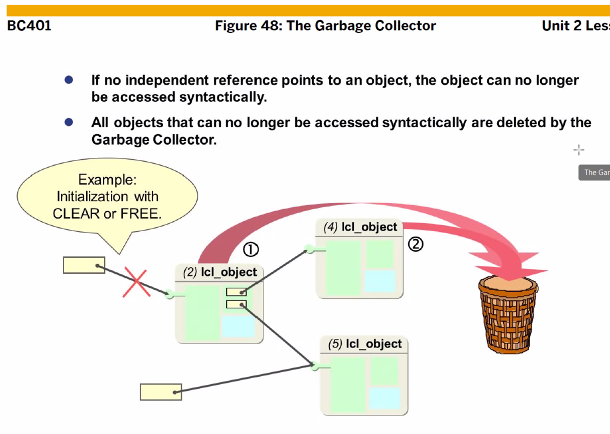 BC401 Figure 48: The Garbage Collector Unit 2 Les
If no independent reference points to an object, the object can no longer
be accessed syntactically.
All objects that can no longer be accessed syntactically are deleted by the
Garbage Collector.
The Gar
Example:
Initialization with
CLEAR or FREE.
①
(4) lcl_object
②
(2) lcl_object
(5) lcl_object